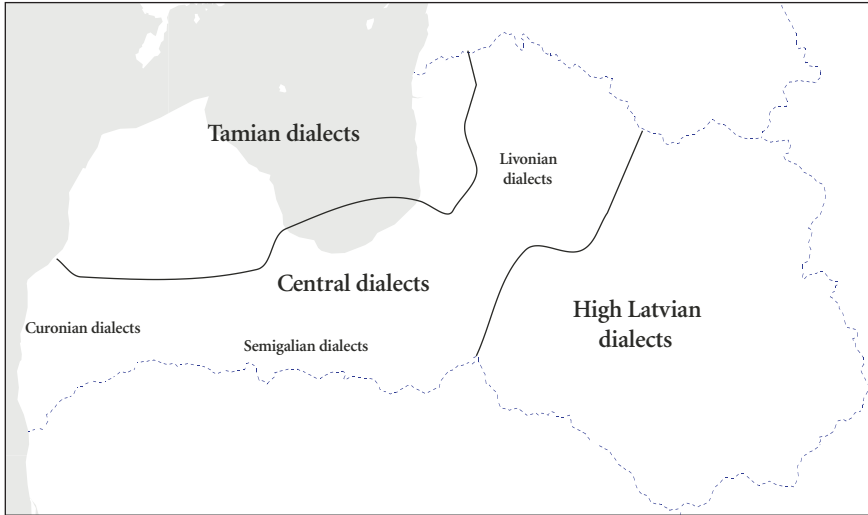 Tamian dialects
Livonian
dialects
Central dialects
High Latvian
dialects
Curonian dialects
Semigalian dialects